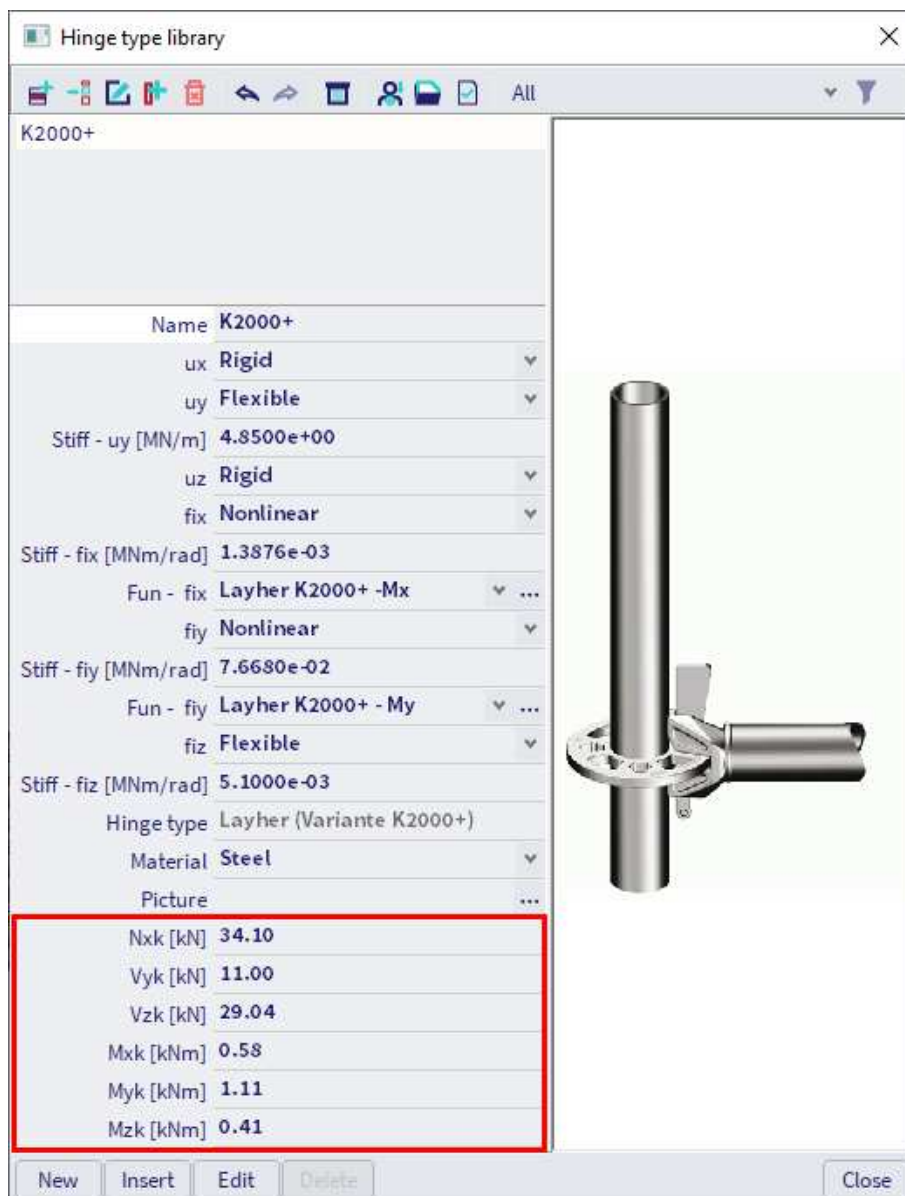 Hinge type library
All
K2000+
Name K2000+
ux Rigid
uy Flexible
Stiff - uy [MN/m] 4.8500e+00
uz Rigid
fix Nonlinear
Stiff - fix [MNm/rad] 1.3876e-03
Fun - fix Layher K2000+ -Mx ...
fiy Nonlinear
Stiff - fiy [MNm/rad] 7.6680e-02
Fun - fiy Layher K2000+ - My ...
fiz Flexible
Stiff - fiz [MNm/rad] 5.1000e-03
Hinge type Layher (Variante K2000+)
Material Steel
Picture ...
Nxk [kN] 34.10
Vyk [kN] 11.00
Vzk [kN] 29.04
Mxk [kNm] 0.58
Myk [kNm] 1.11
Mzk [kNm] 0.41
New Insert Edit Delete Close